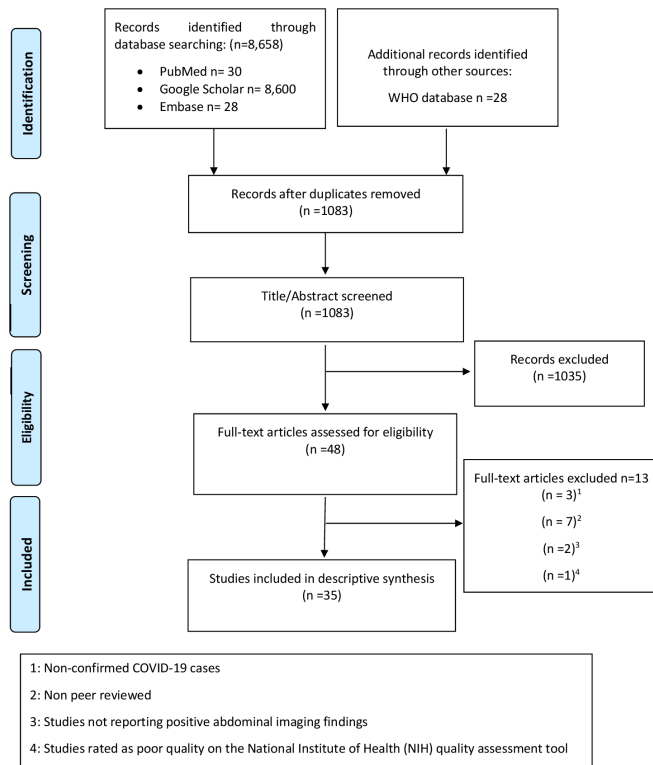 Records identified through
database searching: (n=8,658)
• PubMed n= 30
• Google Scholar n= 8,600
• Embase n= 28
Additional records identified
through other sources:
WHO database n =28
Identification
Records after duplicates removed
(n =1083)
Screening
Title/Abstract screened
(n =1083)
Records excluded
(n =1035)
Eligibility
Full-text articles assessed for eligibility
(n =48)
Full-text articles excluded n=13
(n = 3)1
(n = 7)2
(n =2)3
(n =1)4
Included
Studies included in descriptive synthesis
(n =35)
1: Non-confirmed COVID-19 cases
2: Non peer reviewed
3: Studies not reporting positive abdominal imaging findings
4: Studies rated as poor quality on the National Institute of Health (NIH) quality assessment tool